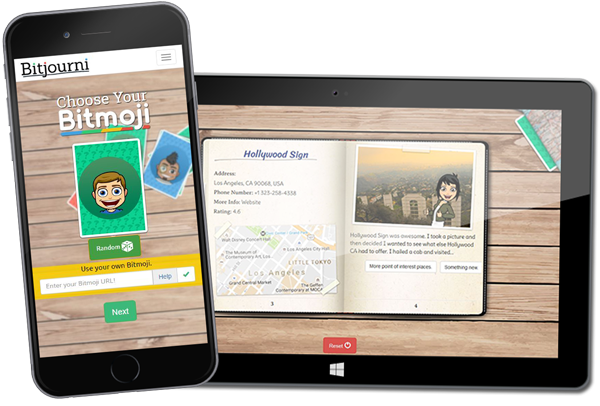 Bitjourni
Choose Your
Bitmoji
Random
Use your own Bitmoji.
Enter your Bitmoji URL!
Help
Next
Hollywood Sign
Address:
Los Angeles, CA 90068, USA
Phone Number: +1 323-258-4338
More Info: Website
Rating: 4.6
Walt Disney Concert Hall
Los Angeles City Hall
The Museum of
Contemporary Art, Los
LITTLE TOKYO
Los Angeles
Grand Central Market
The Geffen
Contemporary at MOCA
3
Hollywood Sign was awesome. I took a picture and
then decided I wanted to see what else Hollywood
CA had to offer. I hailed a cab and visited...
More point of interest places
Something new
4
Reset